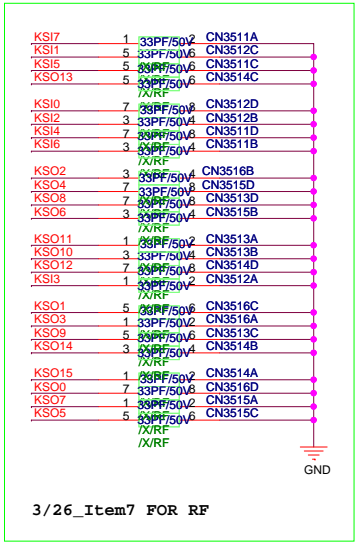 KSI7 1 33PF/50V 2 CN3511A
KSI1 5 33PF/50V 6 CN3512C
KSI5 5 33PF/50V 6 CN3511C
KSO13 5 33PF/50V 6 CN3514C
/X/RF
KSI0 7 33PF/50V 8 CN3512D
KSI2 3 33PF/50V 4 CN3512B
KSI4 7 33PF/50V 8 CN3511D
KSI6 3 33PF/50V 4 CN3511B
/X/RF
KSO2 3 33PF/50V 4 CN3516B
KSO4 7 33PF/50V 8 CN3515D
KSO8 7 33PF/50V 8 CN3513D
KSO6 3 33PF/50V 4 CN3515B
/X/RF
KSO11 1 33PF/50V 2 CN3513A
KSO10 3 33PF/50V 4 CN3513B
KSO12 7 33PF/50V 8 CN3514D
KSI3 1 33PF/50V 2 CN3512A
/X/RF
KSO1 5 33PF/50V 6 CN3516C
KSO3 1 33PF/50V 2 CN3516A
KSO9 5 33PF/50V 6 CN3513C
KSO14 3 33PF/50V 4 CN3514B
/X/RF
KSO15 1 33PF/50V 2 CN3514A
KSO0 7 33PF/50V 8 CN3516D
KSO7 1 33PF/50V 2 CN3515A
KSO5 5 33PF/50V 6 CN3515C
/X/RF
/X/RF
GND
3/26_Item7 FOR RF